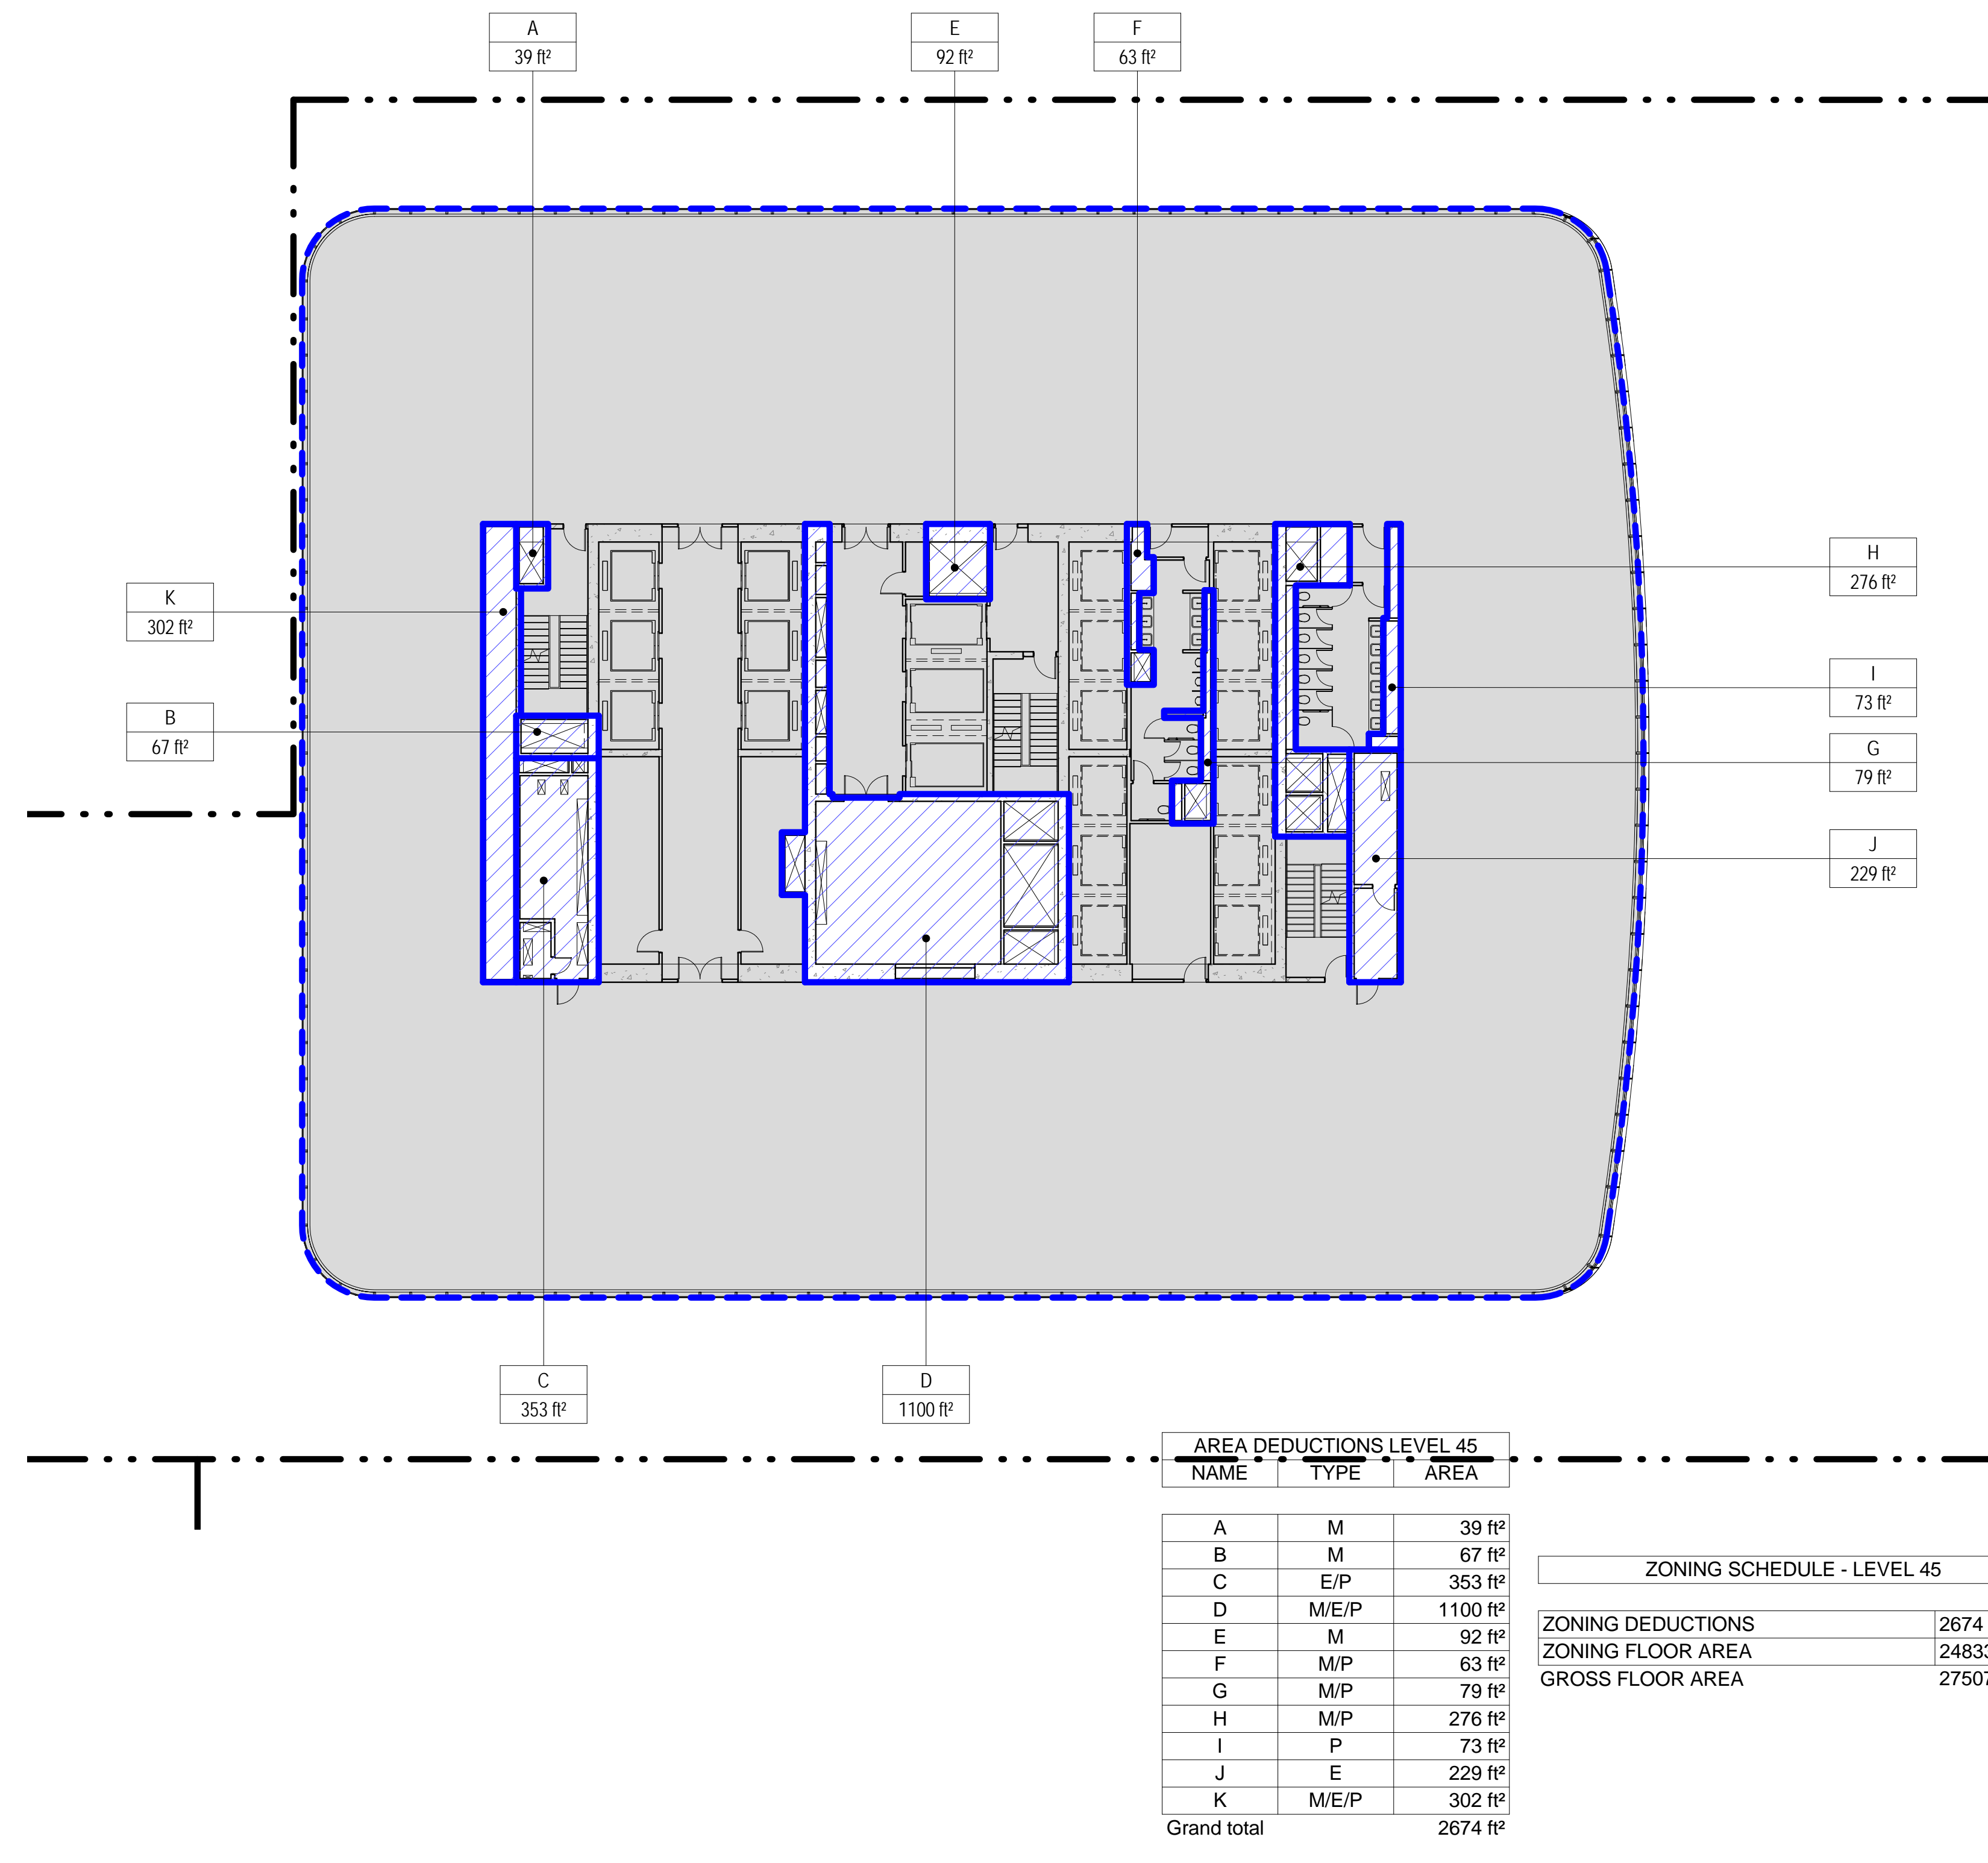 A
39 ft²
E
92 ft²
F
63 ft²
H
276 ft²
K
302 ft²
I
73 ft²
B
67 ft²
G
79 ft²
J
229 ft²
C
353 ft²
D
1100 ft²
AREA DEDUCTIONS LEVEL 45
NAME TYPE AREA
A M 39 ft²
B M 67 ft²
C E/P 353 ft²
D M/E/P 1100 ft²
E M 92 ft²
F M/P 63 ft²
G M/P 79 ft²
H M/P 276 ft²
I P 73 ft²
J E 229 ft²
K M/E/P 302 ft²
Grand total 2674 ft²
ZONING SCHEDULE - LEVEL 45
ZONING DEDUCTIONS 2674
ZONING FLOOR AREA 24833
GROSS FLOOR AREA 27507